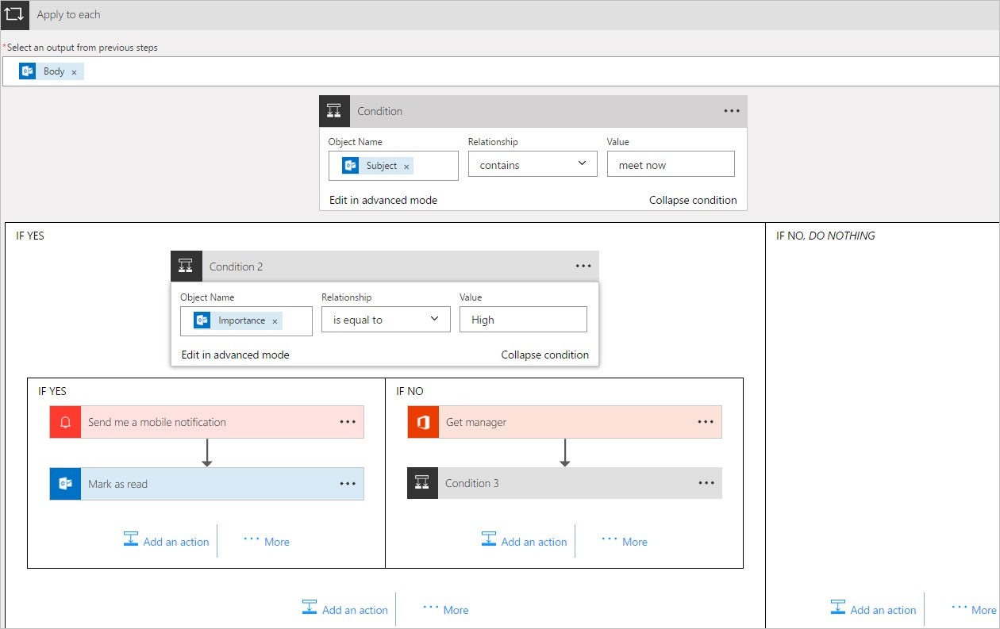 Apply to each
*Select an output from previous steps
Body ×
Condition ...
Object Name Relationship Value
Subject × contains meet now
Edit in advanced mode Collapse condition
IF YES
IF NO, DO NOTHING
Condition 2 ...
Object Name Relationship Value
Importance × is equal to High
Edit in advanced mode Collapse condition
IF YES
Send me a mobile notification ...
Mark as read ...
Add an action ... More
IF NO
Get manager ...
Condition 3 ...
Add an action ... More
Add an action ... More
Add an action ... More